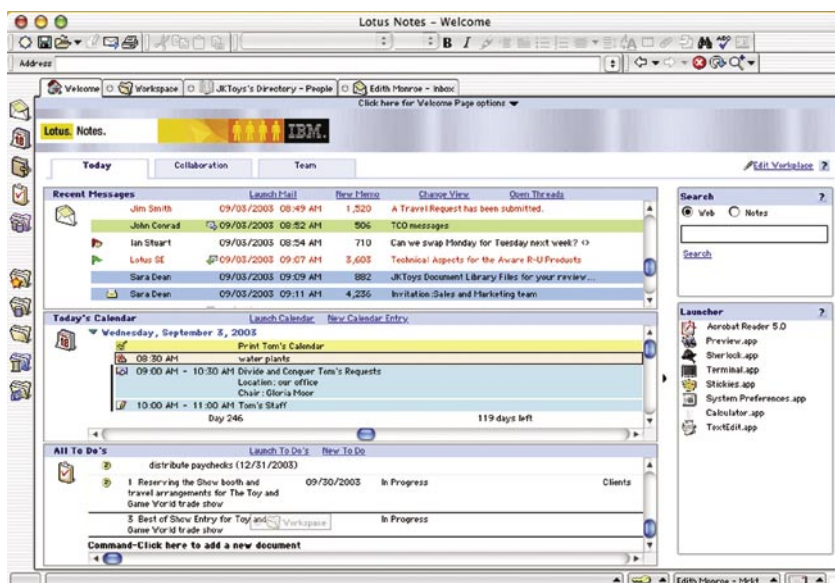 Lotus Notes - Welcome
B I
Address
Welcome Workspace JKToys's Directory - People Edith Monroe - Inbox
Click here for Welcome Page options
Lotus. Notes. IBM.
Today Collaboration Team Edit Workplace ?
Recent Messages Launch Mail New Memo Change View Open Threads
Jim Smith 09/03/2003 08:49 AM 1,520 A Travel Request has been submitted.
John Conrad 09/03/2003 08:52 AM 506 TCO messages
Ian Stuart 09/03/2003 08:54 AM 710 Can we swap Monday for Tuesday next week? <>
Lotus SE 09/03/2003 09:07 AM 3,603 Technical Aspects for the Aware R-U Products
Sara Dean 09/03/2003 09:09 AM 882 JKToys Document Library Files for your review...
Sara Dean 09/03/2003 09:11 AM 4,236 Invitation:Sales and Marketing team
Today's Calendar Launch Calendar New Calendar Entry
Wednesday, September 3, 2003
Print Tom's Calendar
08:30 AM water plants
09:00 AM - 10:30 AM Divide and Conquer Tom's Requests
Location: our office
Chair: Gloria Moor
10:00 AM - 11:00 AM Tom's Staff
Day 246 119 days left
All To Do's Launch To Do's New To Do
distribute paychecks (12/31/2003)
1 Reserving the Show booth and 09/30/2003 In Progress Clients
travel arrangements for The Toy and
Game World trade show
3 Best of Show Entry for Toy and In Progress
Workspace
Game World trade show
Command-Click here to add a new document
Search ?
Web Notes
Search
Launcher ?
Acrobat Reader 5.0
Preview.app
Sherlock.app
Terminal.app
Stickies.app
System Preferences.app
Calculator.app
TextEdit.app
Edith Monroe - Mrkt